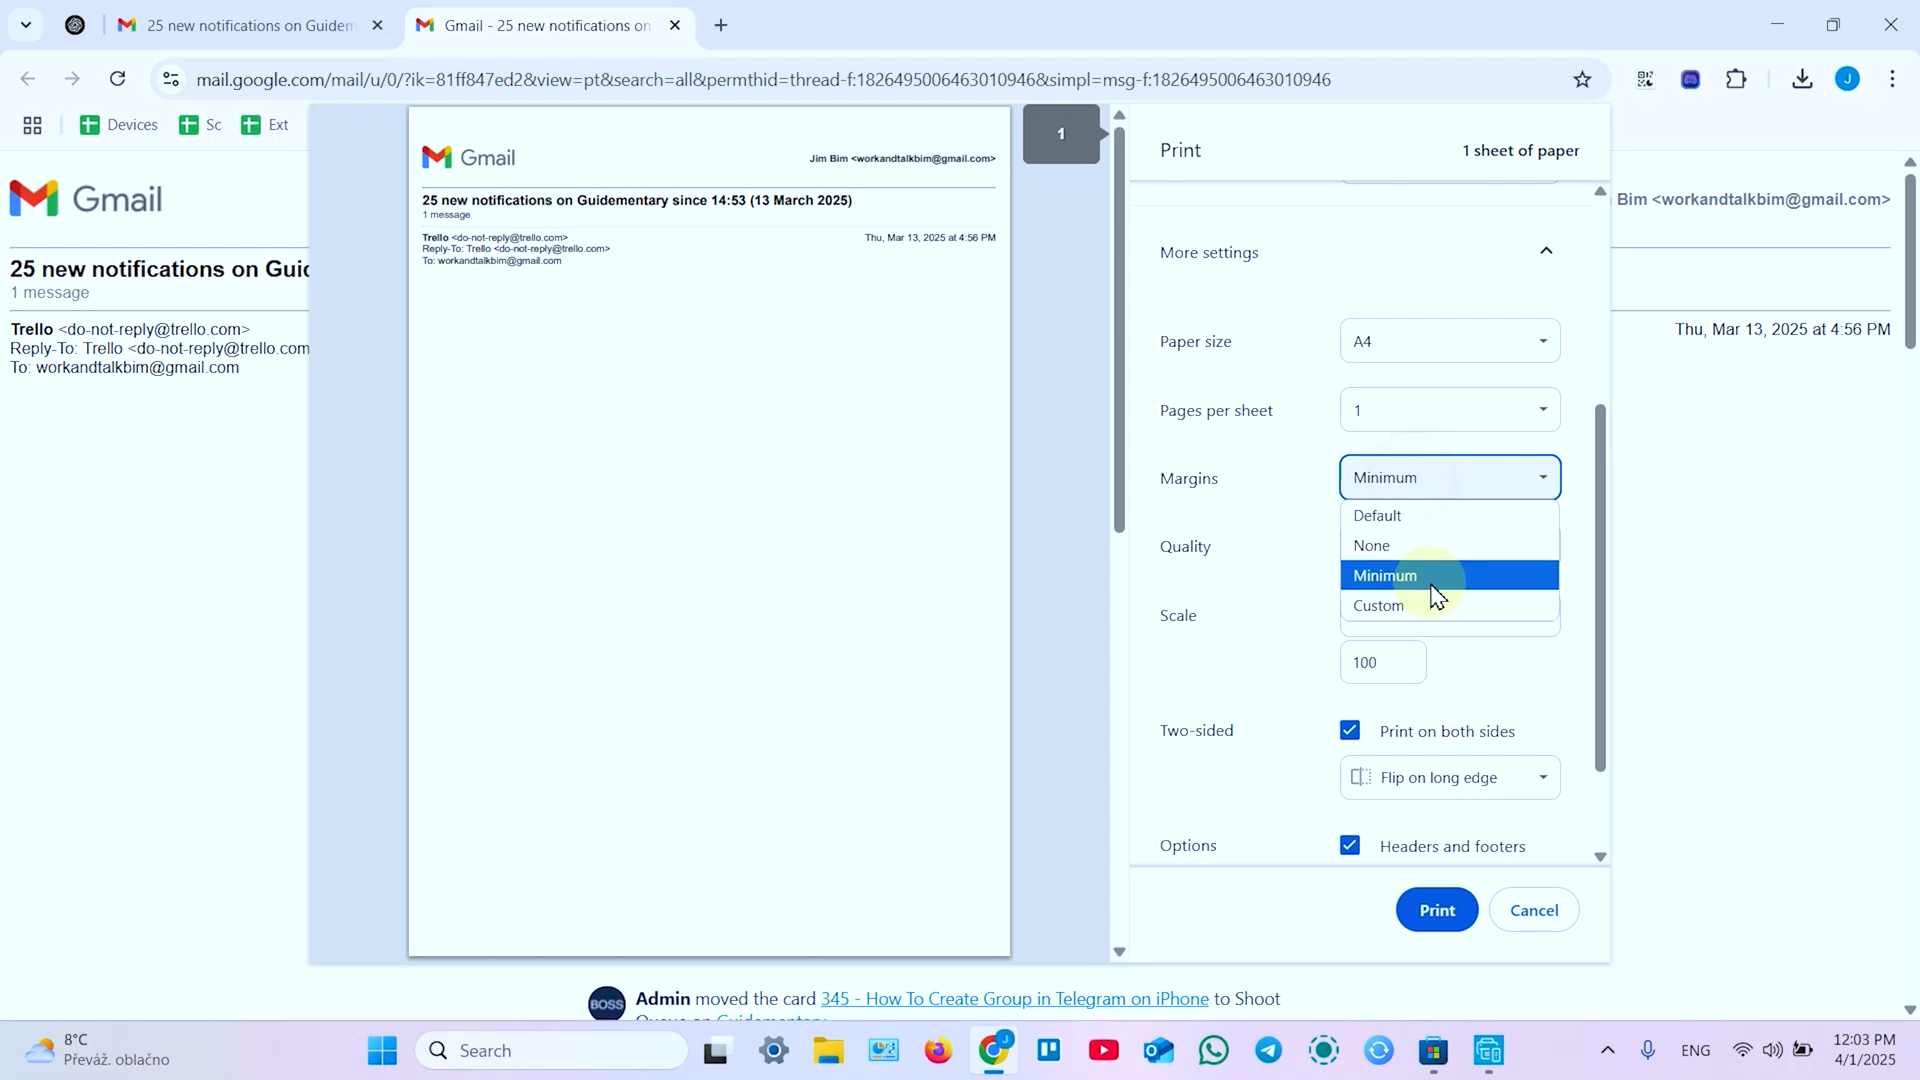 25 new notifications on Guidem
Gmail - 25 new notifications on
mail.google.com/mail/u/0/?ik=81ff847ed2&view=pt&search=all&permthid=thread-f:1826495006463010946&simpl=msg-f:1826495006463010946
J
Devices
Sc
Ext
Gmail
25 new notifications on Guid
1 message
Trello <do-not-reply@trello.com>
Reply-To: Trello <do-not-reply@trello.com
To: workandtalkbim@gmail.com
Gmail
Jim Bim <workandtalkbim@gmail.com>
25 new notifications on Guidementary since 14:53 (13 March 2025)
1 message
Trello <do-not-reply@trello.com>
Thu, Mar 13, 2025 at 4:56 PM
Reply-To: Trello <do-not-reply@trello.com>
To: workandtalkbim@gmail.com
1
Print
1 sheet of paper
More settings
Paper size
A4
Pages per sheet
1
Margins
Minimum
Default
None
Minimum
Custom
Quality
Scale
100
Two-sided
Print on both sides
Flip on long edge
Options
Headers and footers
Print
Cancel
Bim <workandtalkbim@gmail.com>
Thu, Mar 13, 2025 at 4:56 PM
BOSS
Admin moved the card 345 - How To Create Group in Telegram on iPhone to Shoot
Queue on Guidementary
8°C
Převáž. oblačno
Search
J
ENG
12:03 PM
4/1/2025